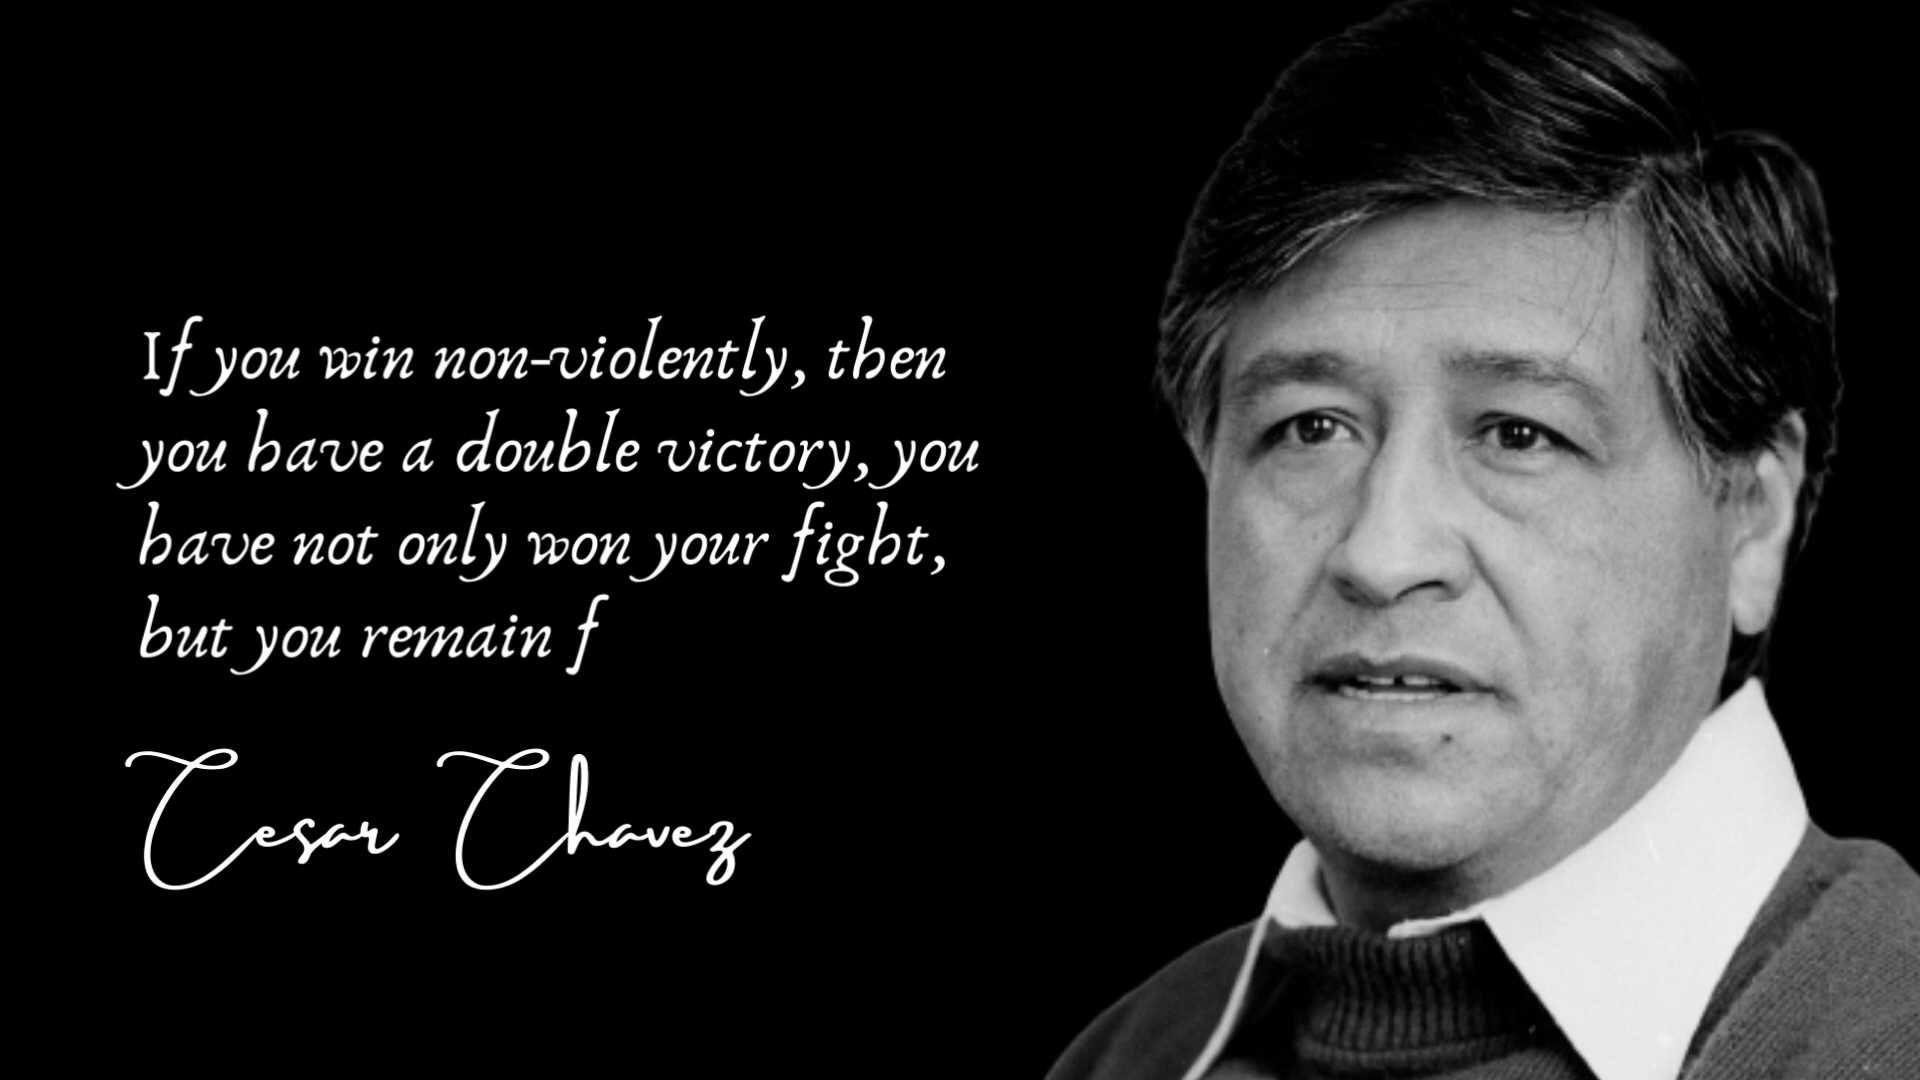 If you win non-violently, then
you have a double victory, you
have not only won your fight,
but you remain f
Cesar Chavez